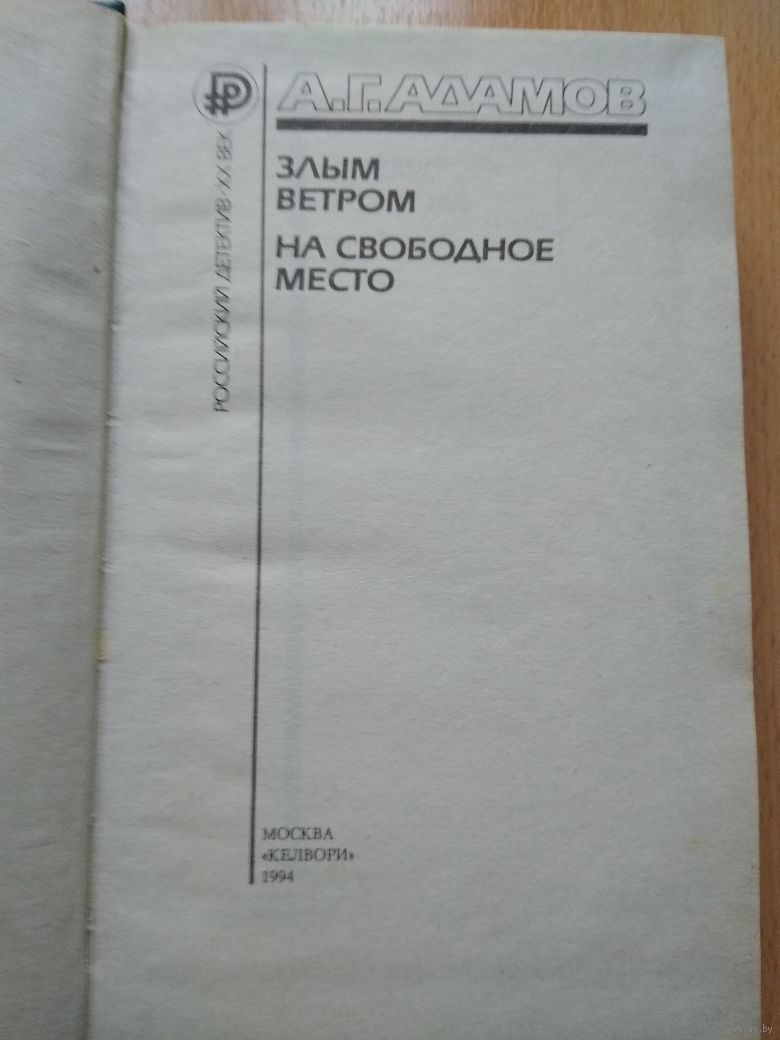 А.Г.АДАМОВ
ЗЛЫМ
ВЕТРОМ
НА СВОБОДНОЕ
МЕСТО
РОССИЙСКИЙ ДЕТЕКТИВ · XX ВЕК
МОСКВА
«КЕЛВОРИ»
1994